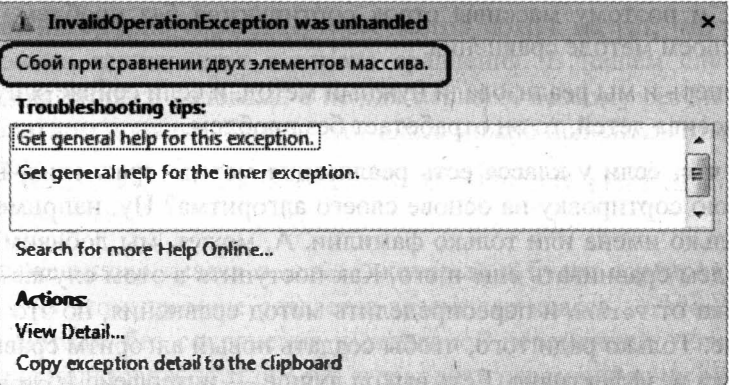 InvalidOperationException was unhandled
Сбой при сравнении двух элементов массива.
Troubleshooting tips:
Get general help for this exception.
Get general help for the inner exception.
Search for more Help Online...
Actions:
View Detail...
Copy exception detail to the clipboard